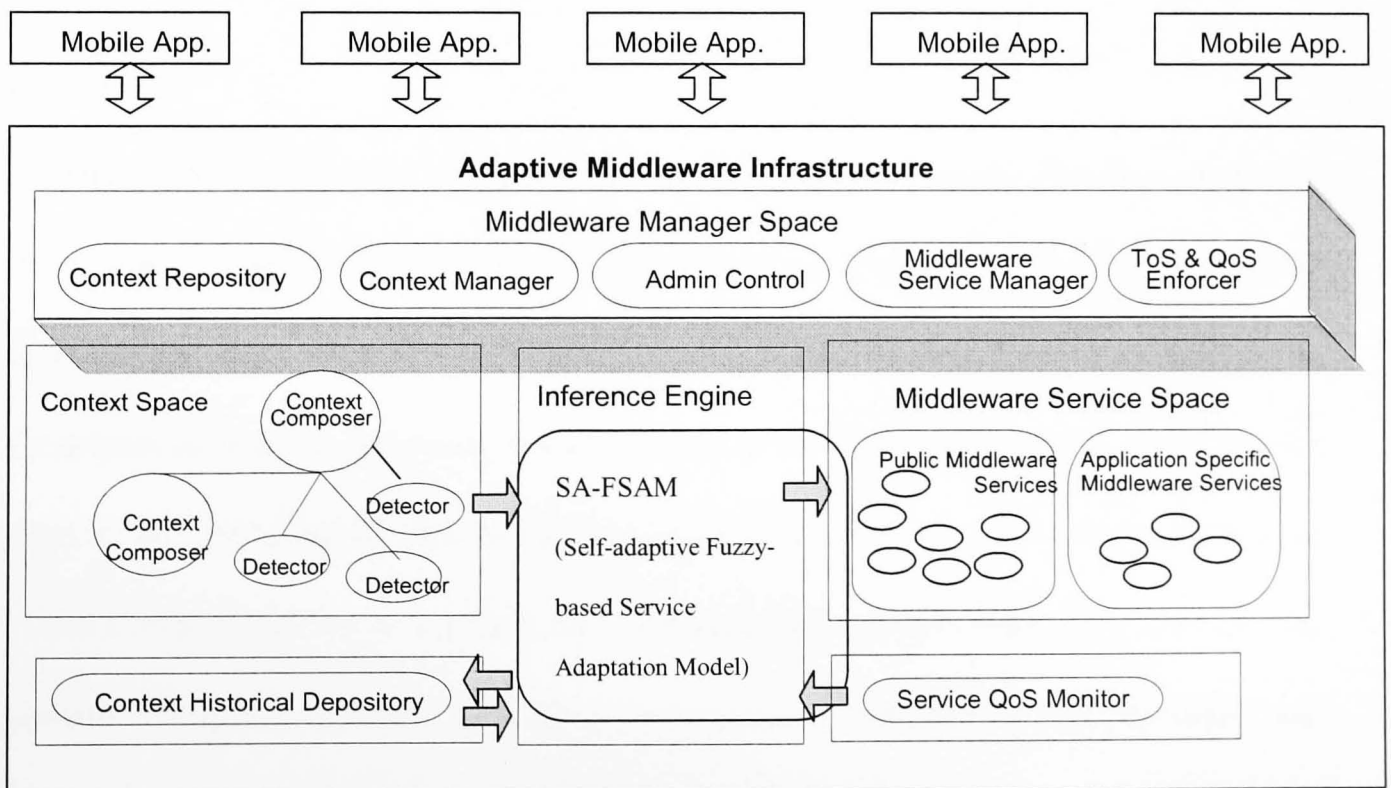 Mobile App.
Mobile App.
Mobile App.
Mobile App.
Mobile App.
Adaptive Middleware Infrastructure
Middleware Manager Space
Context Repository
Context Manager
Admin Control
Middleware
Service Manager
ToS & QoS
Enforcer
Context Space
Context
Composer
Context
Composer
Detector
Detector
Detector
Inference Engine
SA-FSAM
(Self-adaptive Fuzzy-
based Service
Adaptation Model)
Middleware Service Space
Public Middleware
Services
Application Specific
Middleware Services
Context Historical Depository
Service QoS Monitor